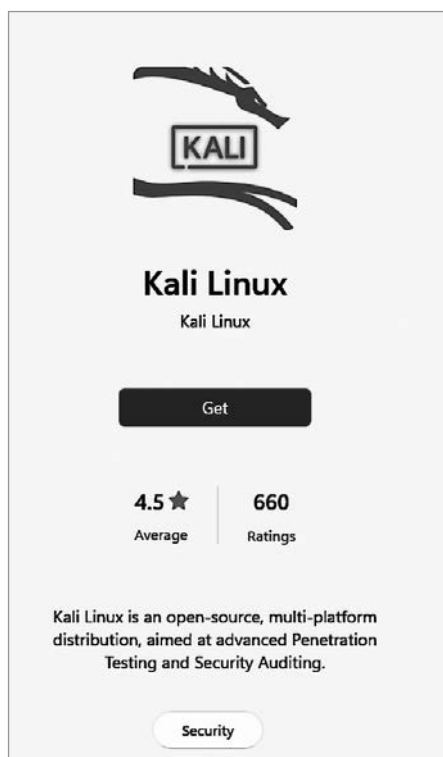 KALI
Kali Linux
Kali Linux
Get
4.5★ 660
Average Ratings
Kali Linux is an open-source, multi-platform
distribution, aimed at advanced Penetration
Testing and Security Auditing.
Security